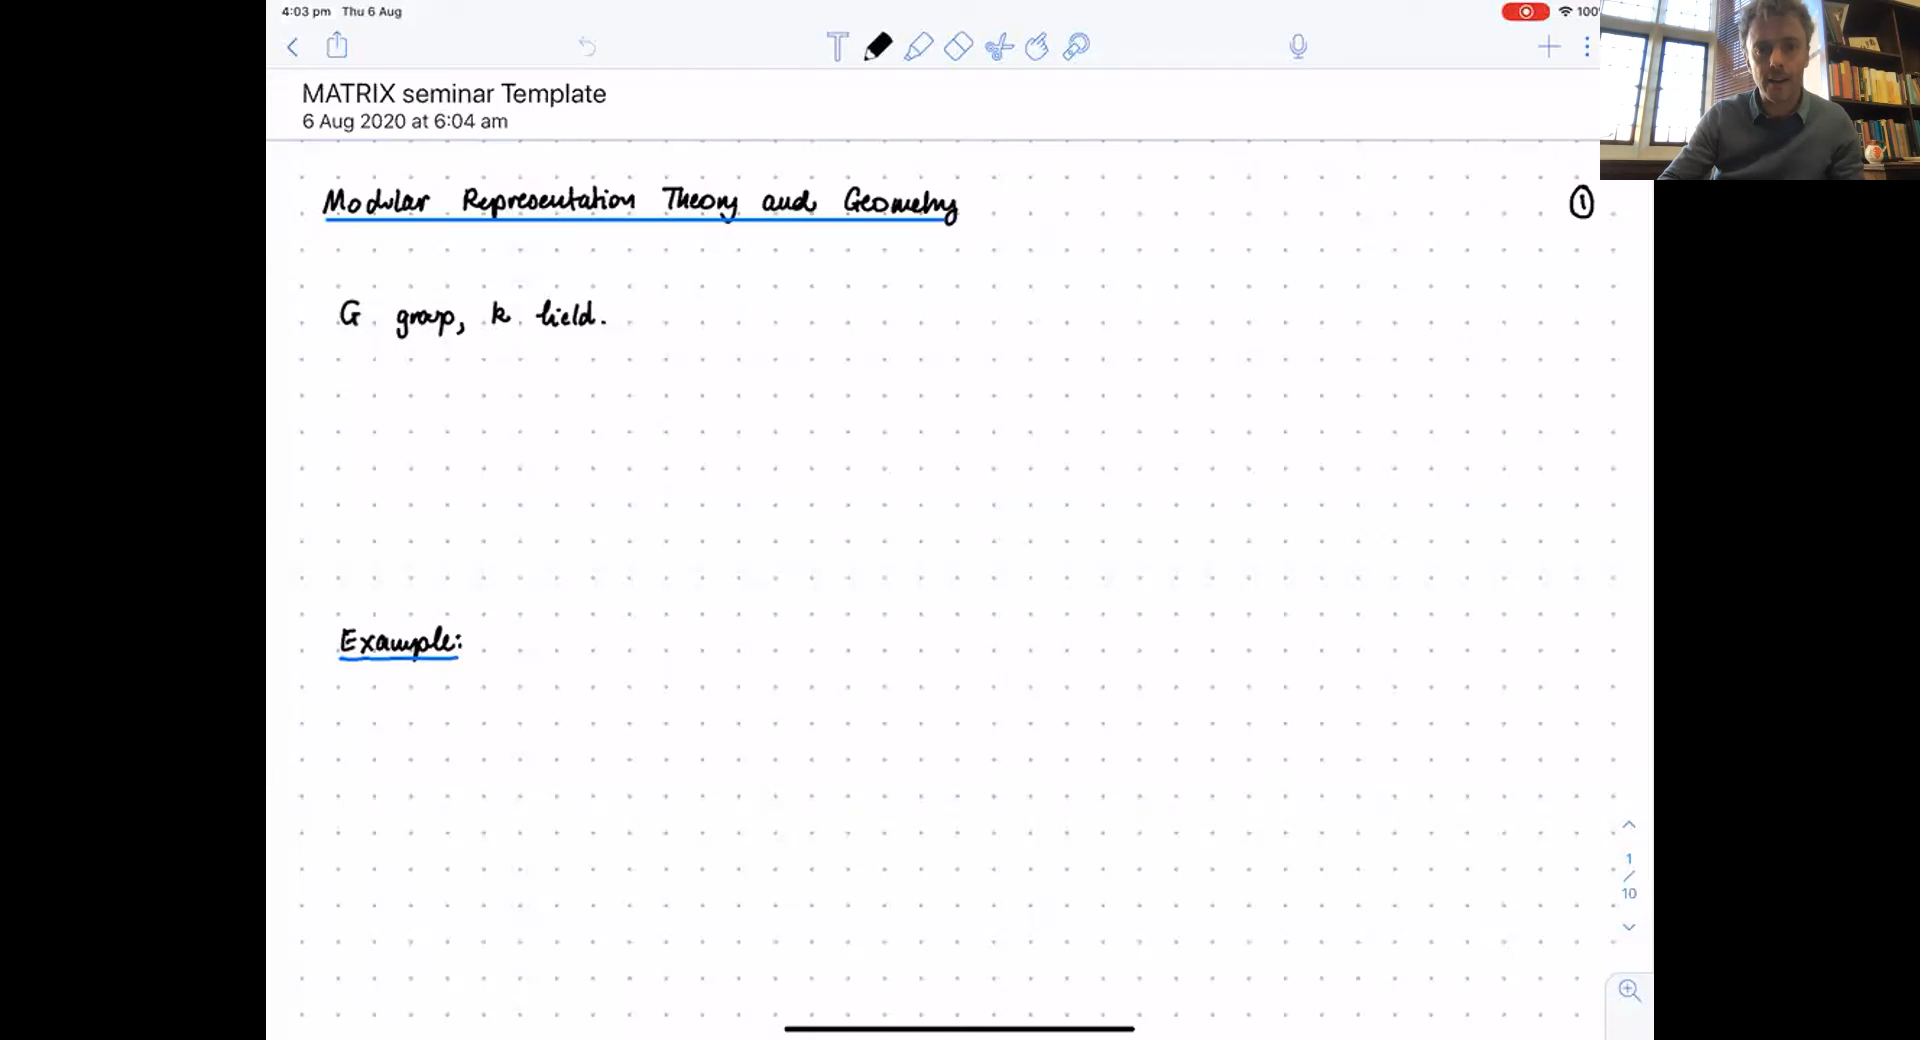 4:03 pm Thu 6 Aug
100
T
MATRIX seminar Template
6 Aug 2020 at 6:04 am
Modular Representation Theory and Geometry
1
G group, k field.
Example:
1
/
10